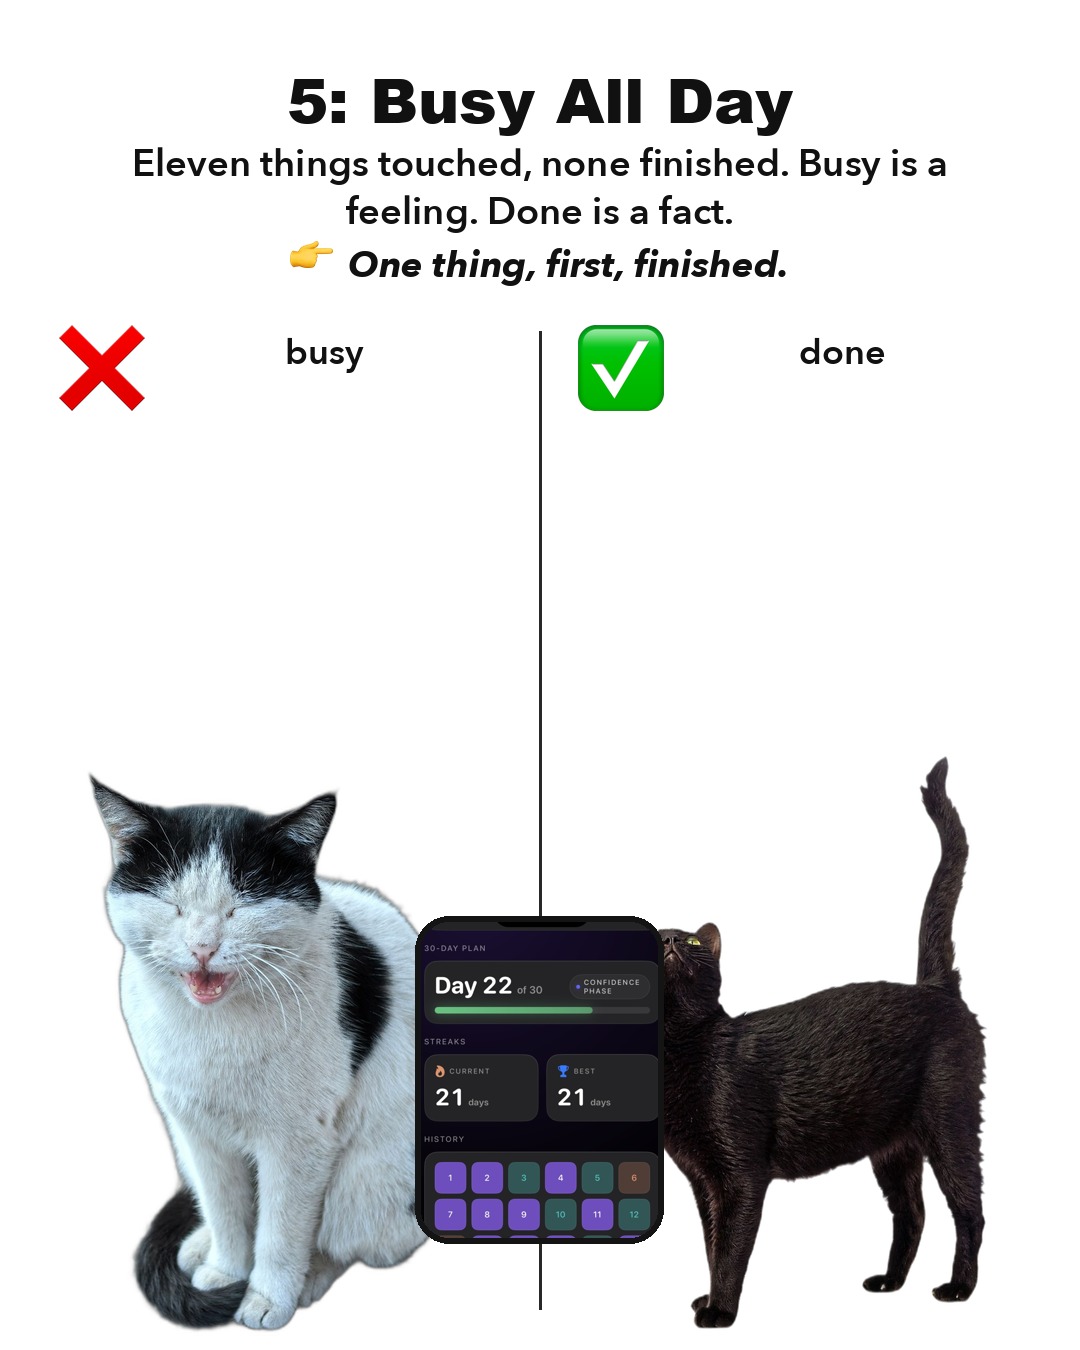 5: Busy All Day
Eleven things touched, none finished. Busy is a
feeling. Done is a fact.
👉 One thing, first, finished.
❌ busy
✅ done
30-DAY PLAN
Day 22 of 30
CONFIDENCE
PHASE
STREAKS
CURRENT
21 days
BEST
21 days
HISTORY
1 2 3 4 5 6
7 8 9 10 11 12